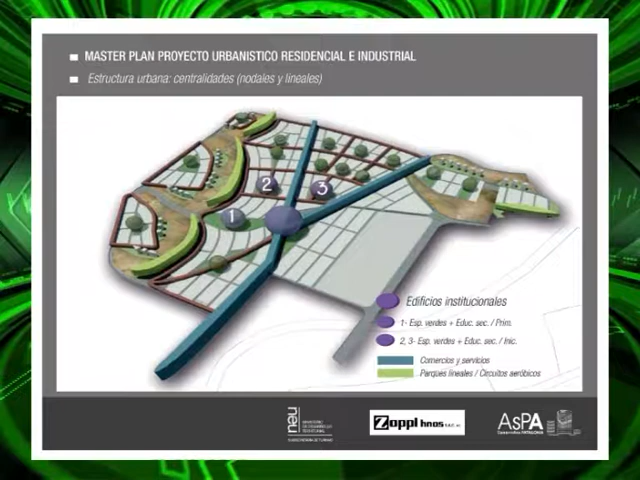 MASTER PLAN PROYECTO URBANISTICO RESIDENCIAL E INDUSTRIAL
Estructura urbana: centralidades (nodales y lineales)
2
3
1
Edificios institucionales
1- Esp. verdes + Educ. sec. / Prim.
2, 3- Esp. verdes + Educ. sec. / Inic.
Comercios y servicios
Parques lineales / Circuitos aeróbicos
neu
Zoppi hnos
AsPA